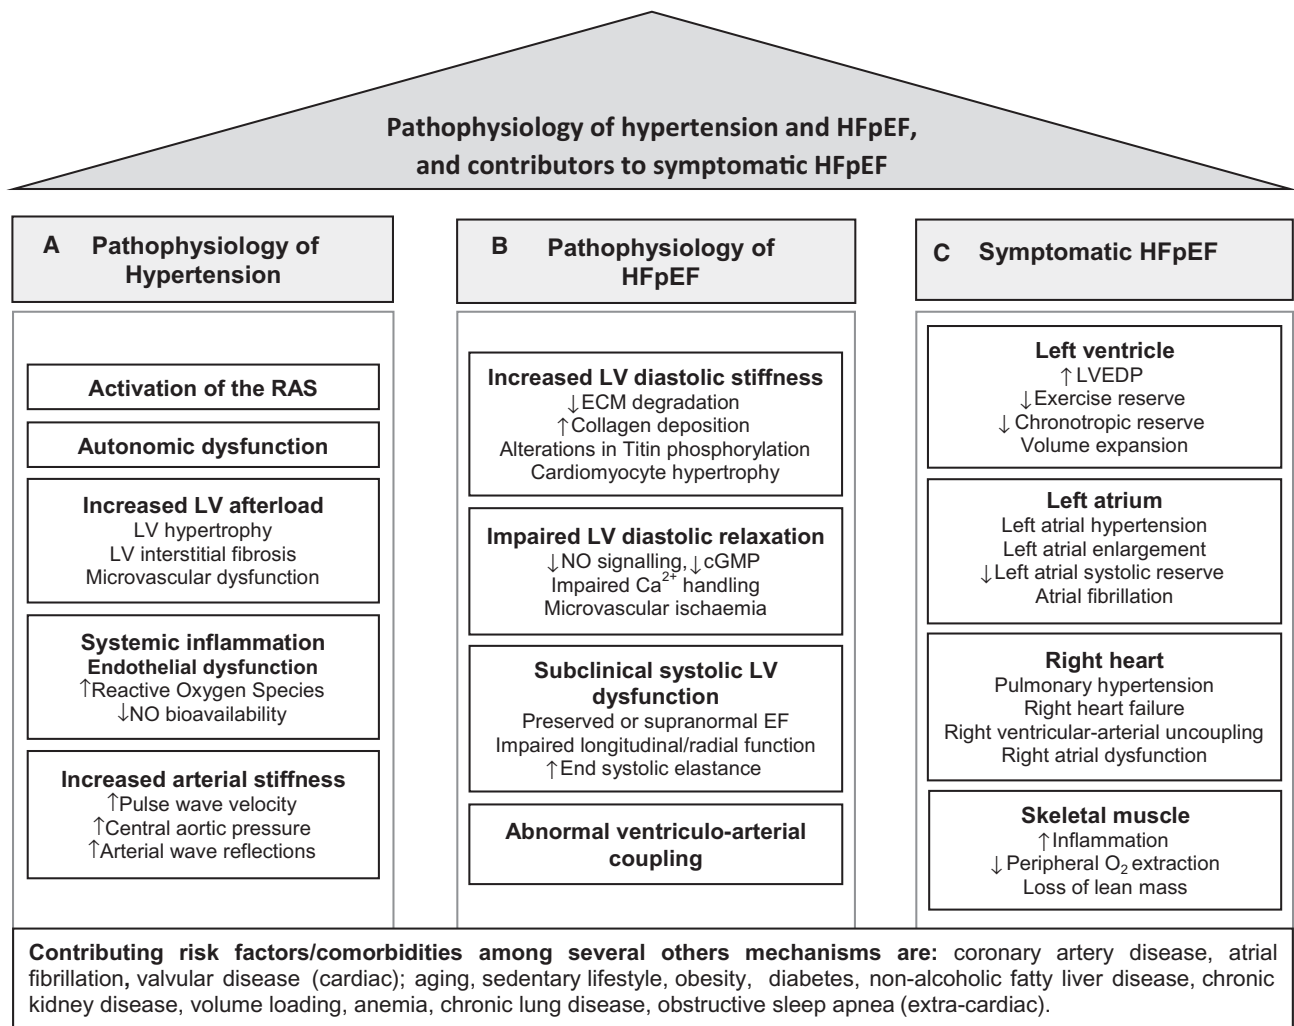 Pathophysiology of hypertension and HFpEF,
and contributors to symptomatic HFpEF
A Pathophysiology of
Hypertension
Activation of the RAS
Autonomic dysfunction
Increased LV afterload
LV hypertrophy
LV interstitial fibrosis
Microvascular dysfunction
Systemic inflammation
Endothelial dysfunction
↑Reactive Oxygen Species
↓NO bioavailability
Increased arterial stiffness
↑Pulse wave velocity
↑Central aortic pressure
↑Arterial wave reflections
B Pathophysiology of
HFpEF
Increased LV diastolic stiffness
↓ECM degradation
↑Collagen deposition
Alterations in Titin phosphorylation
Cardiomyocyte hypertrophy
Impaired LV diastolic relaxation
↓NO signalling, ↓cGMP
Impaired Ca²⁺ handling
Microvascular ischaemia
Subclinical systolic LV
dysfunction
Preserved or supranormal EF
Impaired longitudinal/radial function
↑End systolic elastance
Abnormal ventriculo-arterial
coupling
C Symptomatic HFpEF
Left ventricle
↑LVEDP
↓Exercise reserve
↓Chronotropic reserve
Volume expansion
Left atrium
Left atrial hypertension
Left atrial enlargement
↓Left atrial systolic reserve
Atrial fibrillation
Right heart
Pulmonary hypertension
Right heart failure
Right ventricular-arterial uncoupling
Right atrial dysfunction
Skeletal muscle
↑Inflammation
↓Peripheral O₂ extraction
Loss of lean mass
Contributing risk factors/comorbidities among several others mechanisms are: coronary artery disease, atrial
fibrillation, valvular disease (cardiac); aging, sedentary lifestyle, obesity, diabetes, non-alcoholic fatty liver disease, chronic
kidney disease, volume loading, anemia, chronic lung disease, obstructive sleep apnea (extra-cardiac).